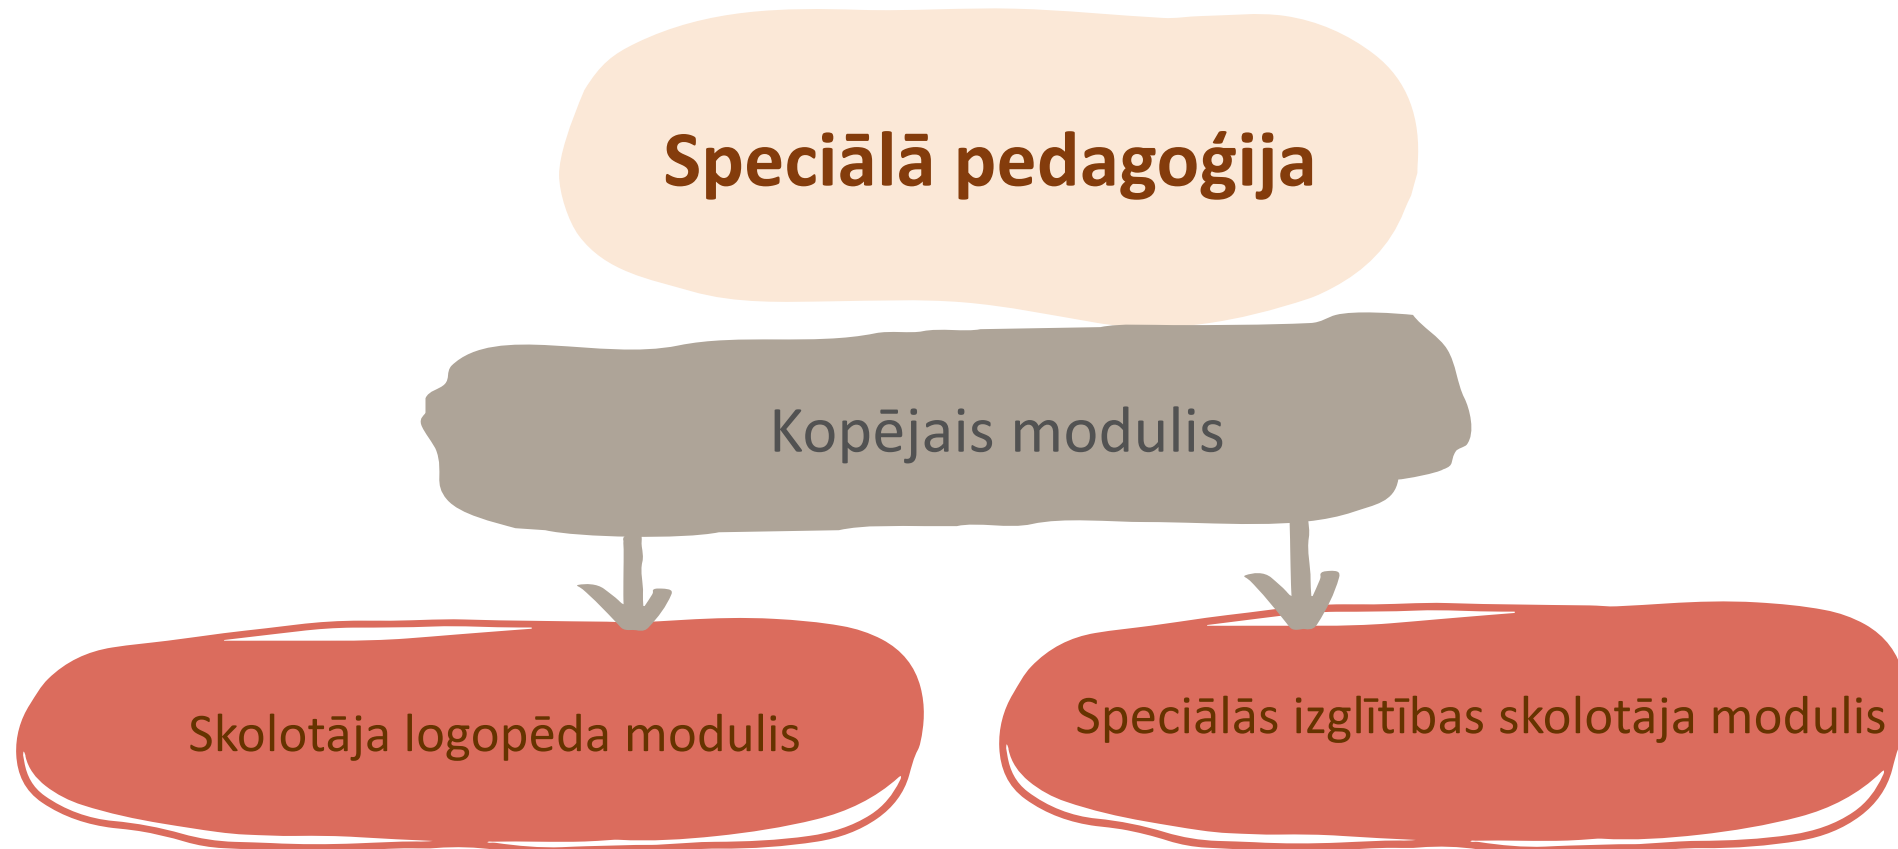 Speciālā pedagoģija
Kopējais modulis
Skolotāja logopēda modulis
Speciālās izglītības skolotāja modulis